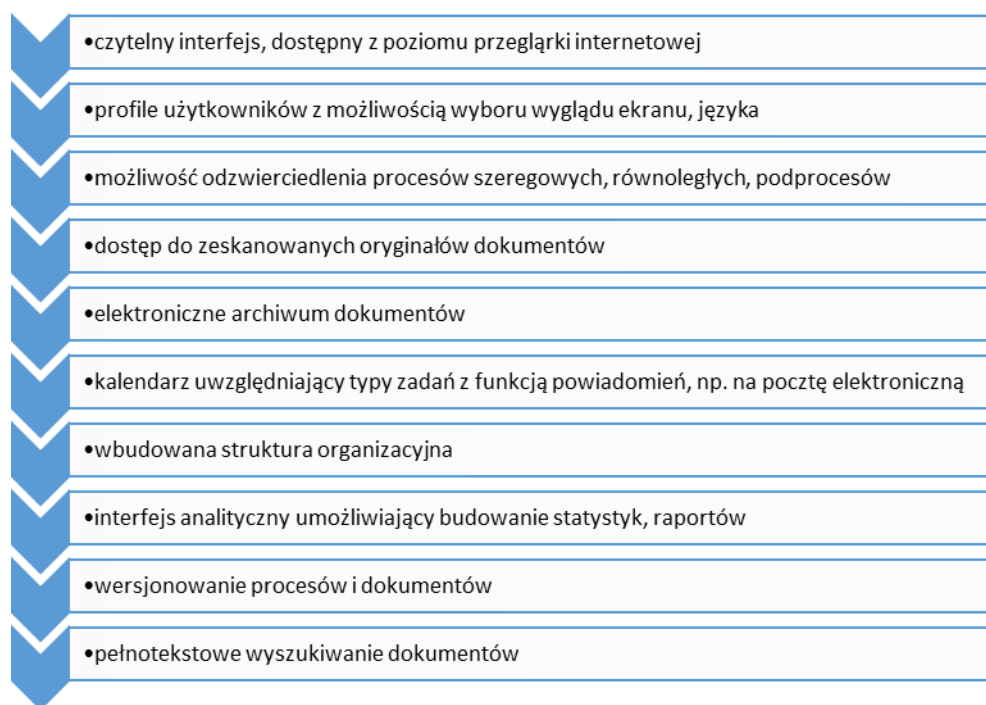 •czytelny interfejs, dostępny z poziomu przegląrki internetowej
•profile użytkowników z możliwością wyboru wyglądu ekranu, języka
•możliwość odzwierciedlenia procesów szeregowych, równoległych, podprocesów
•dostęp do zeskanowanych oryginałów dokumentów
•elektroniczne archiwum dokumentów
•kalendarz uwzględniający typy zadań z funkcją powiadomień, np. na pocztę elektroniczną
•wbudowana struktura organizacyjna
•interfejs analityczny umożliwiający budowanie statystyk, raportów
•wersjonowanie procesów i dokumentów
•pełnotekstowe wyszukiwanie dokumentów